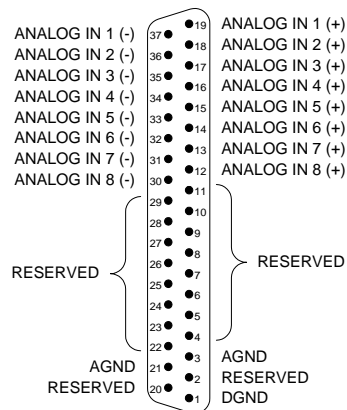 19 ANALOG IN 1 (+)
ANALOG IN 1 (-) 37
18 ANALOG IN 2 (+)
ANALOG IN 2 (-) 36
17 ANALOG IN 3 (+)
ANALOG IN 3 (-) 35
16 ANALOG IN 4 (+)
ANALOG IN 4 (-) 34
15 ANALOG IN 5 (+)
ANALOG IN 5 (-) 33
14 ANALOG IN 6 (+)
ANALOG IN 6 (-) 32
13 ANALOG IN 7 (+)
ANALOG IN 7 (-) 31
12 ANALOG IN 8 (+)
ANALOG IN 8 (-) 30
11
29
10
28
9
27
8
RESERVED 26
7 RESERVED
25
6
24
5
23
4
22
3 AGND
AGND 21
2 RESERVED
RESERVED 20
1 DGND